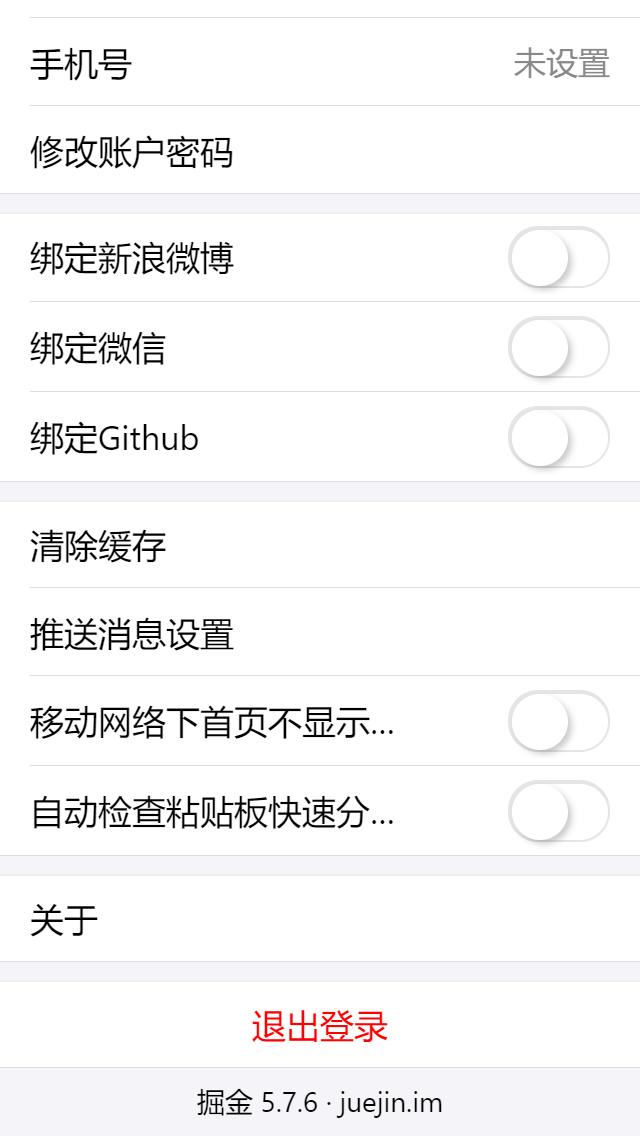 手机号
未设置
修改账户密码
绑定新浪微博
绑定微信
绑定Github
清除缓存
推送消息设置
移动网络下首页不显示...
自动检查粘贴板快速分...
关于
退出登录
掘金 5.7.6 · juejin.im